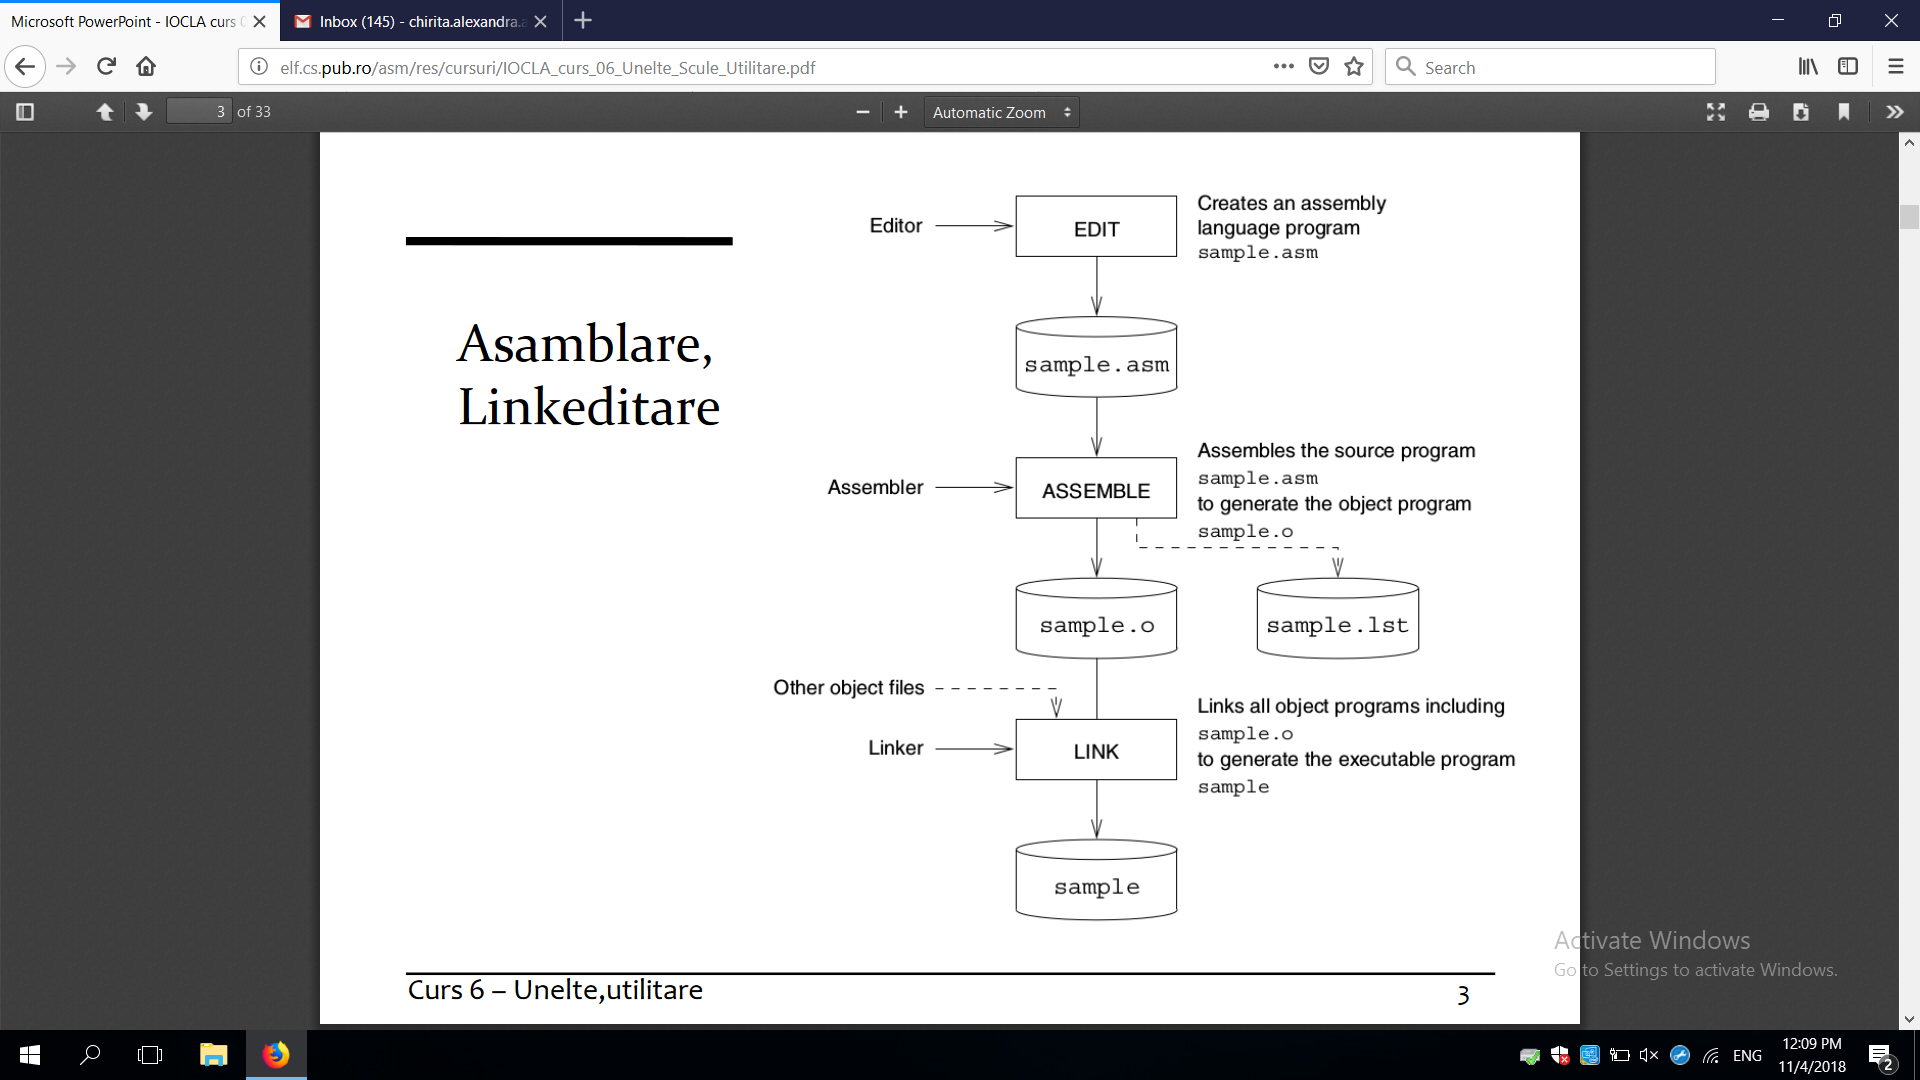 Microsoft PowerPoint - IOCLA curs
Inbox (145) - chirita.alexandra.
elf.cs.pub.ro/asm/res/cursuri/IOCLA_curs_06_Unelte_Scule_Utilitare.pdf
Search
3 of 33
Automatic Zoom
Asamblare,
Linkeditare
Editor
EDIT
Creates an assembly
language program
sample.asm
sample.asm
Assembler
ASSEMBLE
Assembles the source program
sample.asm
to generate the object program
sample.o
sample.o
sample.lst
Other object files
Linker
LINK
Links all object programs including
sample.o
to generate the executable program
sample
sample
Activate Windows
Go to Settings to activate Windows.
Curs 6 – Unelte,utilitare
3
ENG
12:09 PM
11/4/2018
2